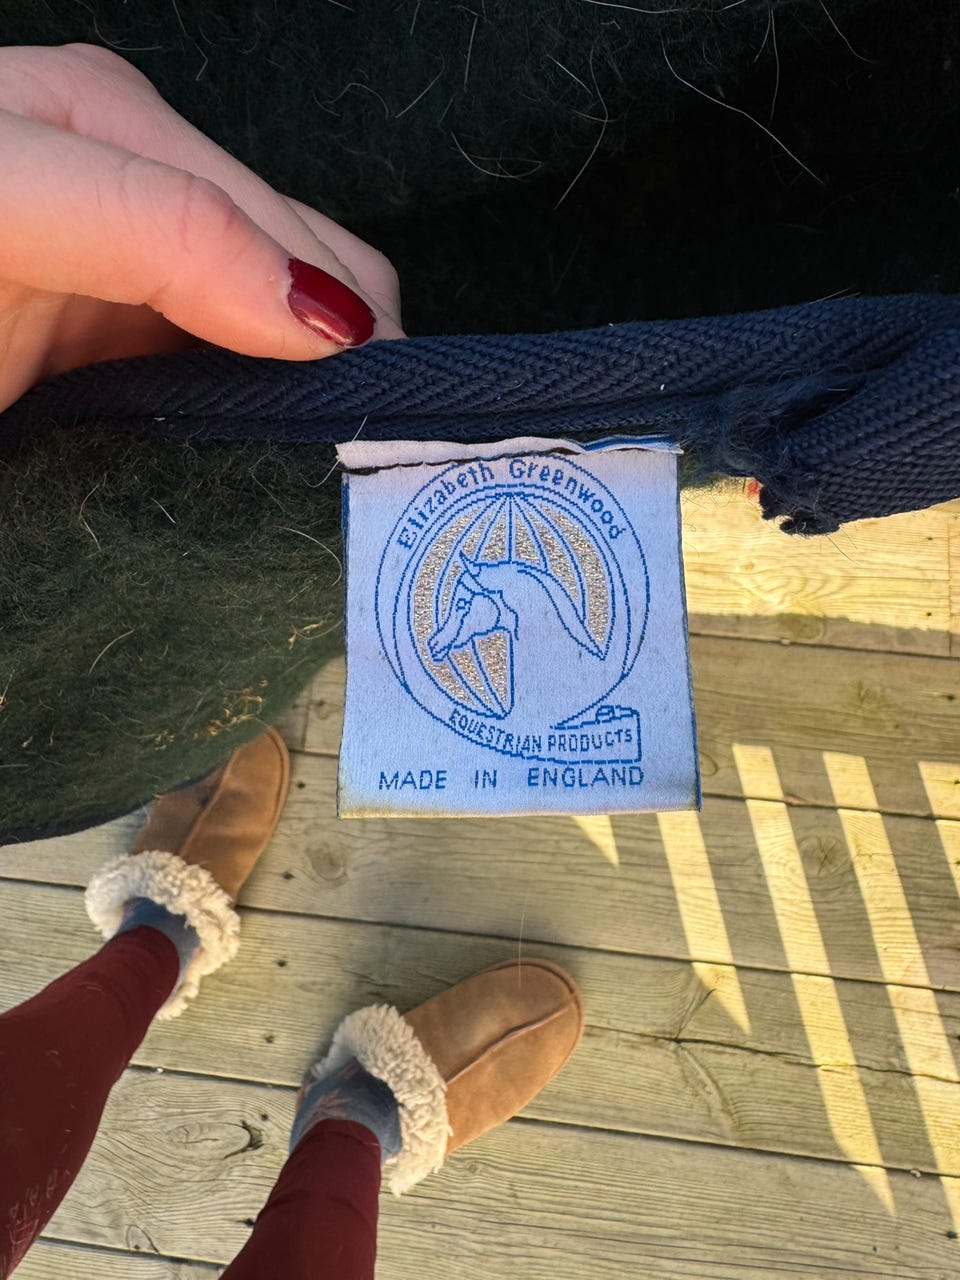 Elizabeth Greenwood
EQUESTRIAN PRODUCTS
MADE IN ENGLAND